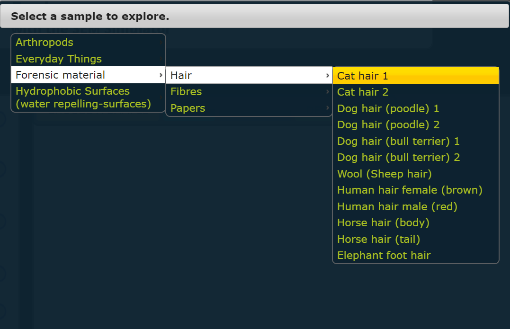 Select a sample to explore.
Arthropods
Everyday Things
Forensic material
Hydrophobic Surfaces
(water repelling-surfaces)
Hair
Fibres
Papers
Cat hair 1
Cat hair 2
Dog hair (poodle) 1
Dog hair (poodle) 2
Dog hair (bull terrier) 1
Dog hair (bull terrier) 2
Wool (Sheep hair)
Human hair female (brown)
Human hair male (red)
Horse hair (body)
Horse hair (tail)
Elephant foot hair